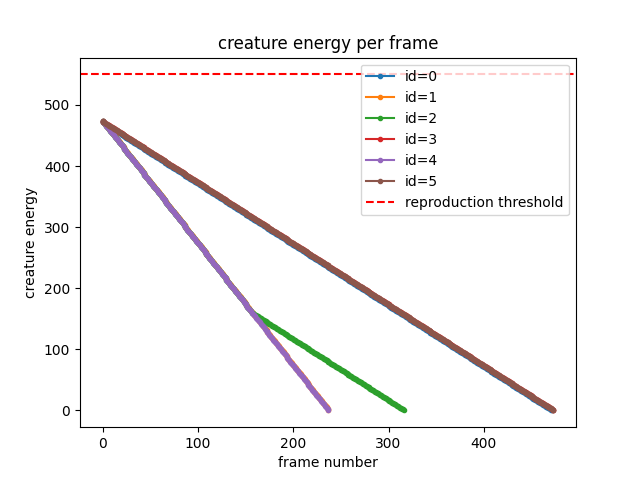 creature energy per frame
id=0
id=1
id=2
id=3
id=4
id=5
reproduction threshold
creature energy
500
400
300
200
100
0
0 100 200 300 400
frame number